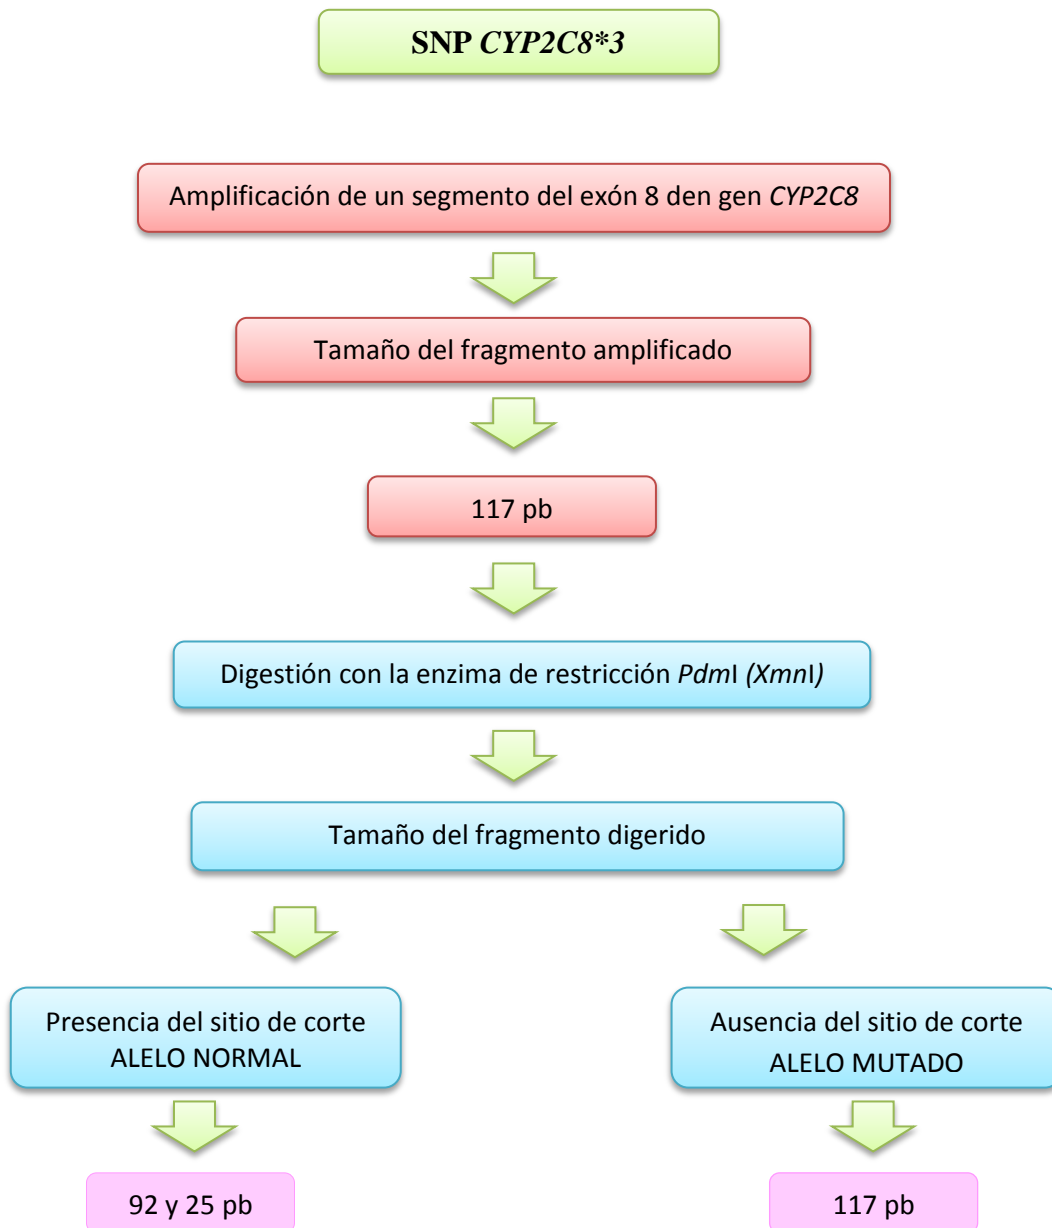 SNP CYP2C8*3
Amplificación de un segmento del exón 8 den gen CYP2C8
Tamaño del fragmento amplificado
117 pb
Digestión con la enzima de restricción PdmI (XmnI)
Tamaño del fragmento digerido
Presencia del sitio de corte
ALELO NORMAL
Ausencia del sitio de corte
ALELO MUTADO
92 y 25 pb
117 pb